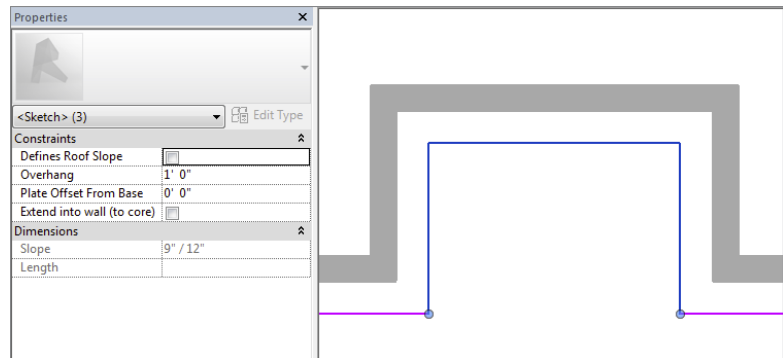 Properties
<Sketch> (3)
Edit Type
Constraints
Defines Roof Slope
Overhang 1' 0"
Plate Offset From Base 0' 0"
Extend into wall (to core)
Dimensions
Slope 9" / 12"
Length